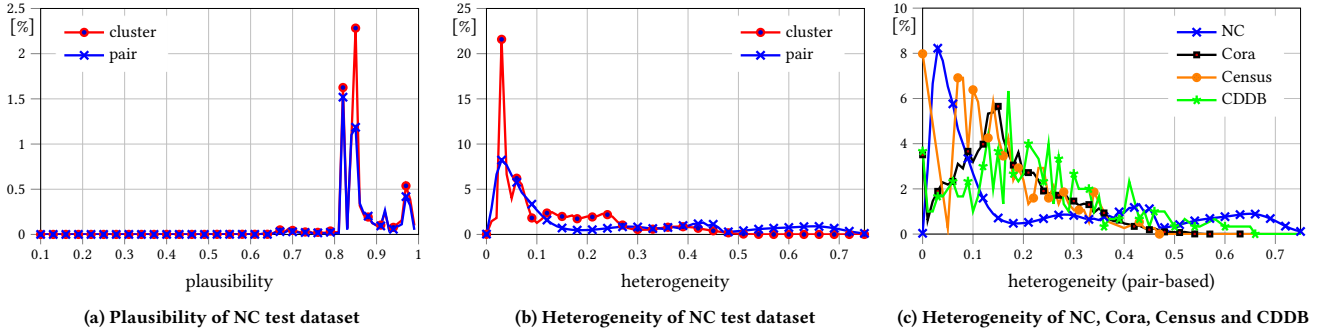 [%]
2.5
2
1.5
1
0.5
0
cluster
pair
0.1 0.2 0.3 0.4 0.5 0.6 0.7 0.8 0.9 1
plausibility
(a) Plausibility of NC test dataset
[%]
25
20
15
10
5
0
cluster
pair
0 0.1 0.2 0.3 0.4 0.5 0.6 0.7
heterogeneity
(b) Heterogeneity of NC test dataset
[%]
10
8
6
4
2
0
NC
Cora
Census
CDDB
0 0.1 0.2 0.3 0.4 0.5 0.6 0.7
heterogeneity (pair-based)
(c) Heterogeneity of NC, Cora, Census and CDDB